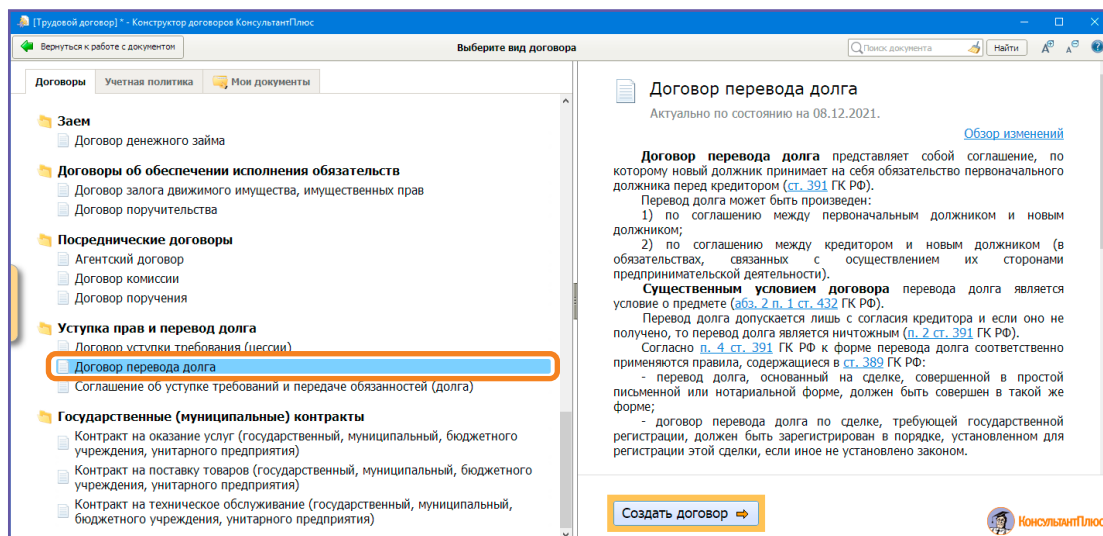 [Трудовой договор] * - Конструктор договоров КонсультантПлюс
Вернуться к работе с документом
Выберите вид договора
Поиск документа
Найти
Договоры
Учетная политика
Мои документы
Заем
Договор денежного займа
Договоры об обеспечении исполнения обязательств
Договор залога движимого имущества, имущественных прав
Договор поручительства
Посреднические договоры
Агентский договор
Договор комиссии
Договор поручения
Уступка прав и перевод долга
Договор уступки требования (цессии)
Договор перевода долга
Соглашение об уступке требований и передаче обязанностей (долга)
Государственные (муниципальные) контракты
Контракт на оказание услуг (государственный, муниципальный, бюджетного
учреждения, унитарного предприятия)
Контракт на поставку товаров (государственный, муниципальный, бюджетного
учреждения, унитарного предприятия)
Контракт на техническое обслуживание (государственный, муниципальный,
бюджетного учреждения, унитарного предприятия)
Договор перевода долга
Актуально по состоянию на 08.12.2021.
Обзор изменений
Договор перевода долга представляет собой соглашение, по
которому новый должник принимает на себя обязательство первоначального
должника перед кредитором (ст. 391 ГК РФ).
Перевод долга может быть произведен:
1) по соглашению между первоначальным должником и новым
должником;
2) по соглашению между кредитором и новым должником (в
обязательствах, связанных с осуществлением их сторонами
предпринимательской деятельности).
Существенным условием договора перевода долга является
условие о предмете (абз. 2 п. 1 ст. 432 ГК РФ).
Перевод долга допускается лишь с согласия кредитора и если оно не
получено, то перевод долга является ничтожным (п. 2 ст. 391 ГК РФ).
Согласно п. 4 ст. 391 ГК РФ к форме перевода долга соответственно
применяются правила, содержащиеся в ст. 389 ГК РФ:
- перевод долга, основанный на сделке, совершенной в простой
письменной или нотариальной форме, должен быть совершен в такой же
форме;
- договор перевода долга по сделке, требующей государственной
регистрации, должен быть зарегистрирован в порядке, установленном для
регистрации этой сделки, если иное не установлено законом.
Создать договор
КонсультантПлюс